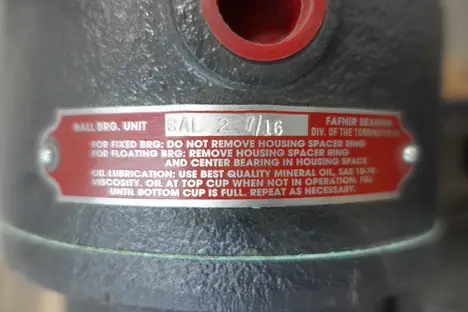 BALL BRG. UNIT SAL 2 7/16 FAFNIR BEARING
DIV. OF THE TORRINGTON
FOR FIXED BRG: DO NOT REMOVE HOUSING SPACER RING
FOR FLOATING BRG: REMOVE HOUSING SPACER RING
AND CENTER BEARING IN HOUSING SPACE
OIL LUBRICATION: USE BEST QUALITY MINERAL OIL, SAE
VISCOSITY. OIL AT TOP CUP WHEN NOT IN OPERATION. FILL
UNTIL BOTTOM CUP IS FULL. REPEAT AS NECESSARY.